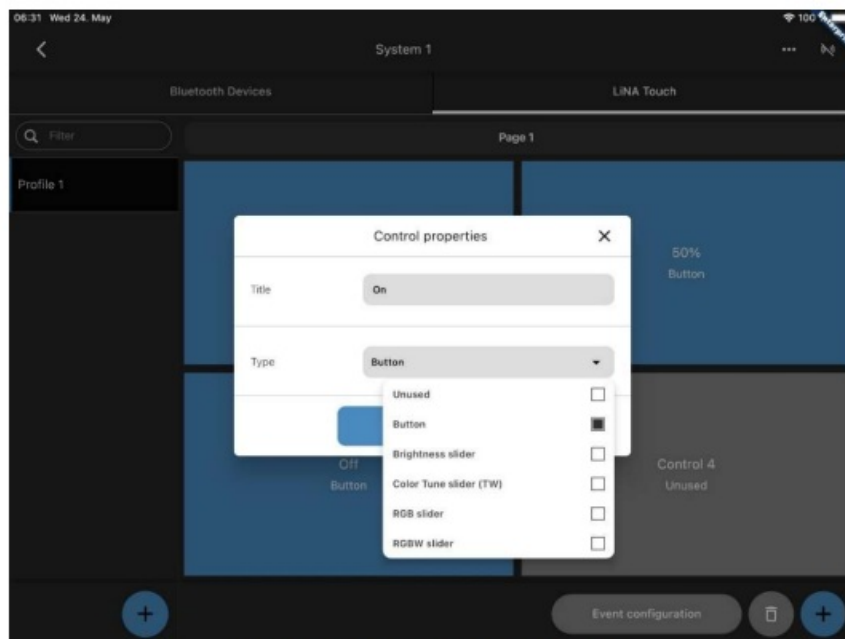 06:31 Wed 24. May
100
System 1
Bluetooth Devices
LiNA Touch
Filter
Page 1
Profile 1
Control properties
50%
Button
Title
On
Type
Button
Unused
Button
Brightness slider
Off
Control 4
Button
Color Tune slider (TW)
Unused
RGB slider
RGBW slider
Event configuration